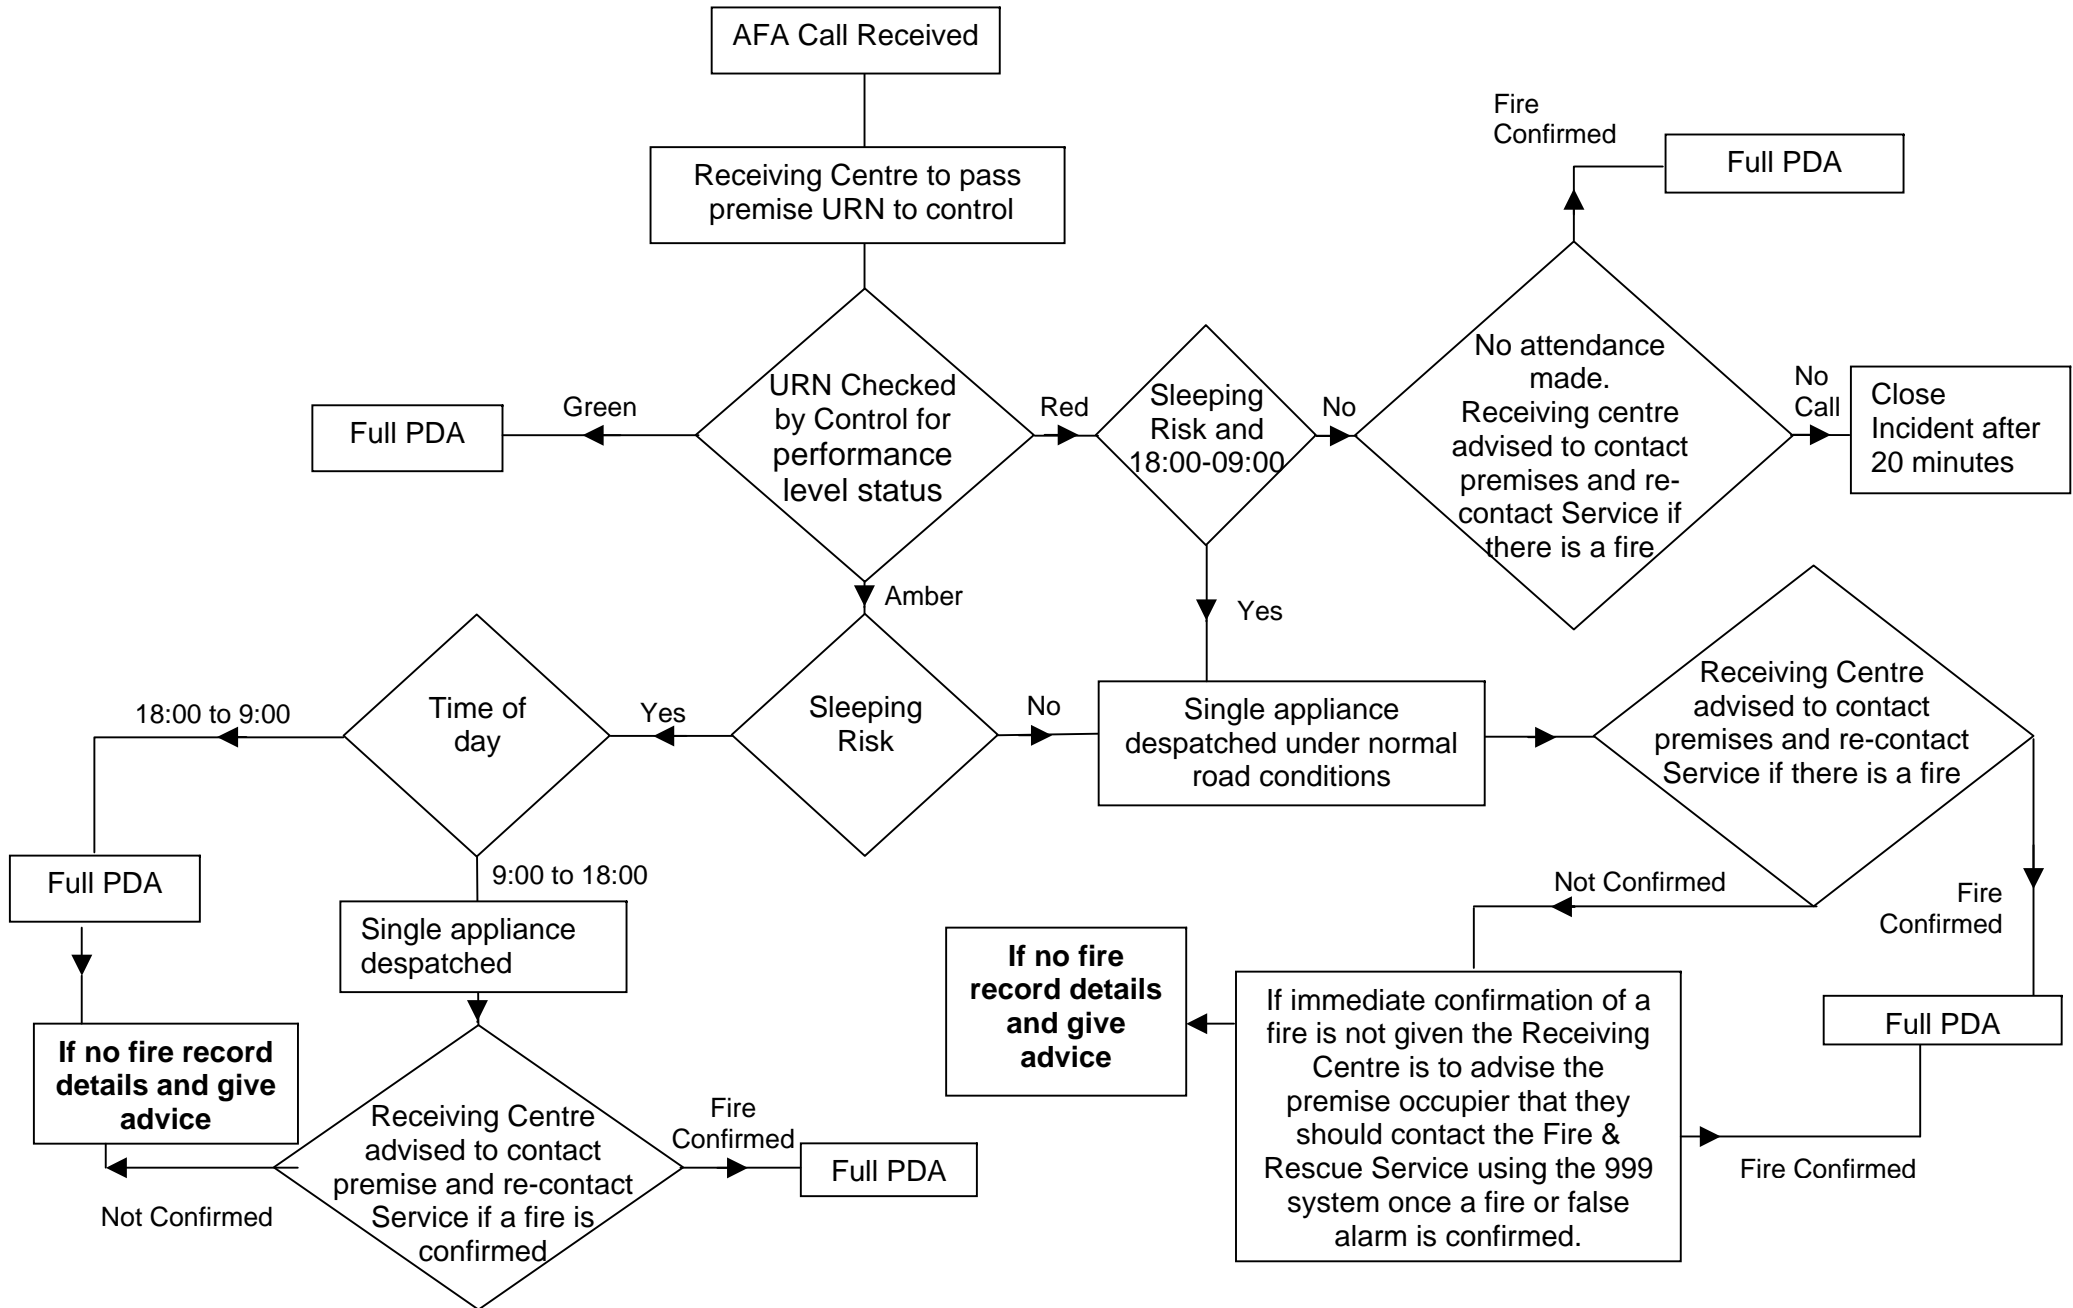 AFA Call Received
Receiving Centre to pass
premise URN to control
URN Checked
by Control for
performance
level status
Green
Full PDA
Red
Sleeping
Risk and
18:00-09:00
No
No attendance
made.
Receiving centre
advised to contact
premises and re-
contact Service if
there is a fire
Fire
Confirmed
Full PDA
No
Call
Close
Incident after
20 minutes
Yes
Amber
Sleeping
Risk
No
Single appliance
despatched under normal
road conditions
Receiving Centre
advised to contact
premises and re-contact
Service if there is a fire
Fire
Confirmed
Full PDA
Not Confirmed
If immediate confirmation of a
fire is not given the Receiving
Centre is to advise the
premise occupier that they
should contact the Fire &
Rescue Service using the 999
system once a fire or false
alarm is confirmed.
Fire Confirmed
If no fire
record details
and give
advice
Yes
Time of
day
18:00 to 9:00
Full PDA
If no fire record
details and give
advice
9:00 to 18:00
Single appliance
despatched
Receiving Centre
advised to contact
premise and re-contact
Service if a fire is
confirmed
Fire
Confirmed
Full PDA
Not Confirmed